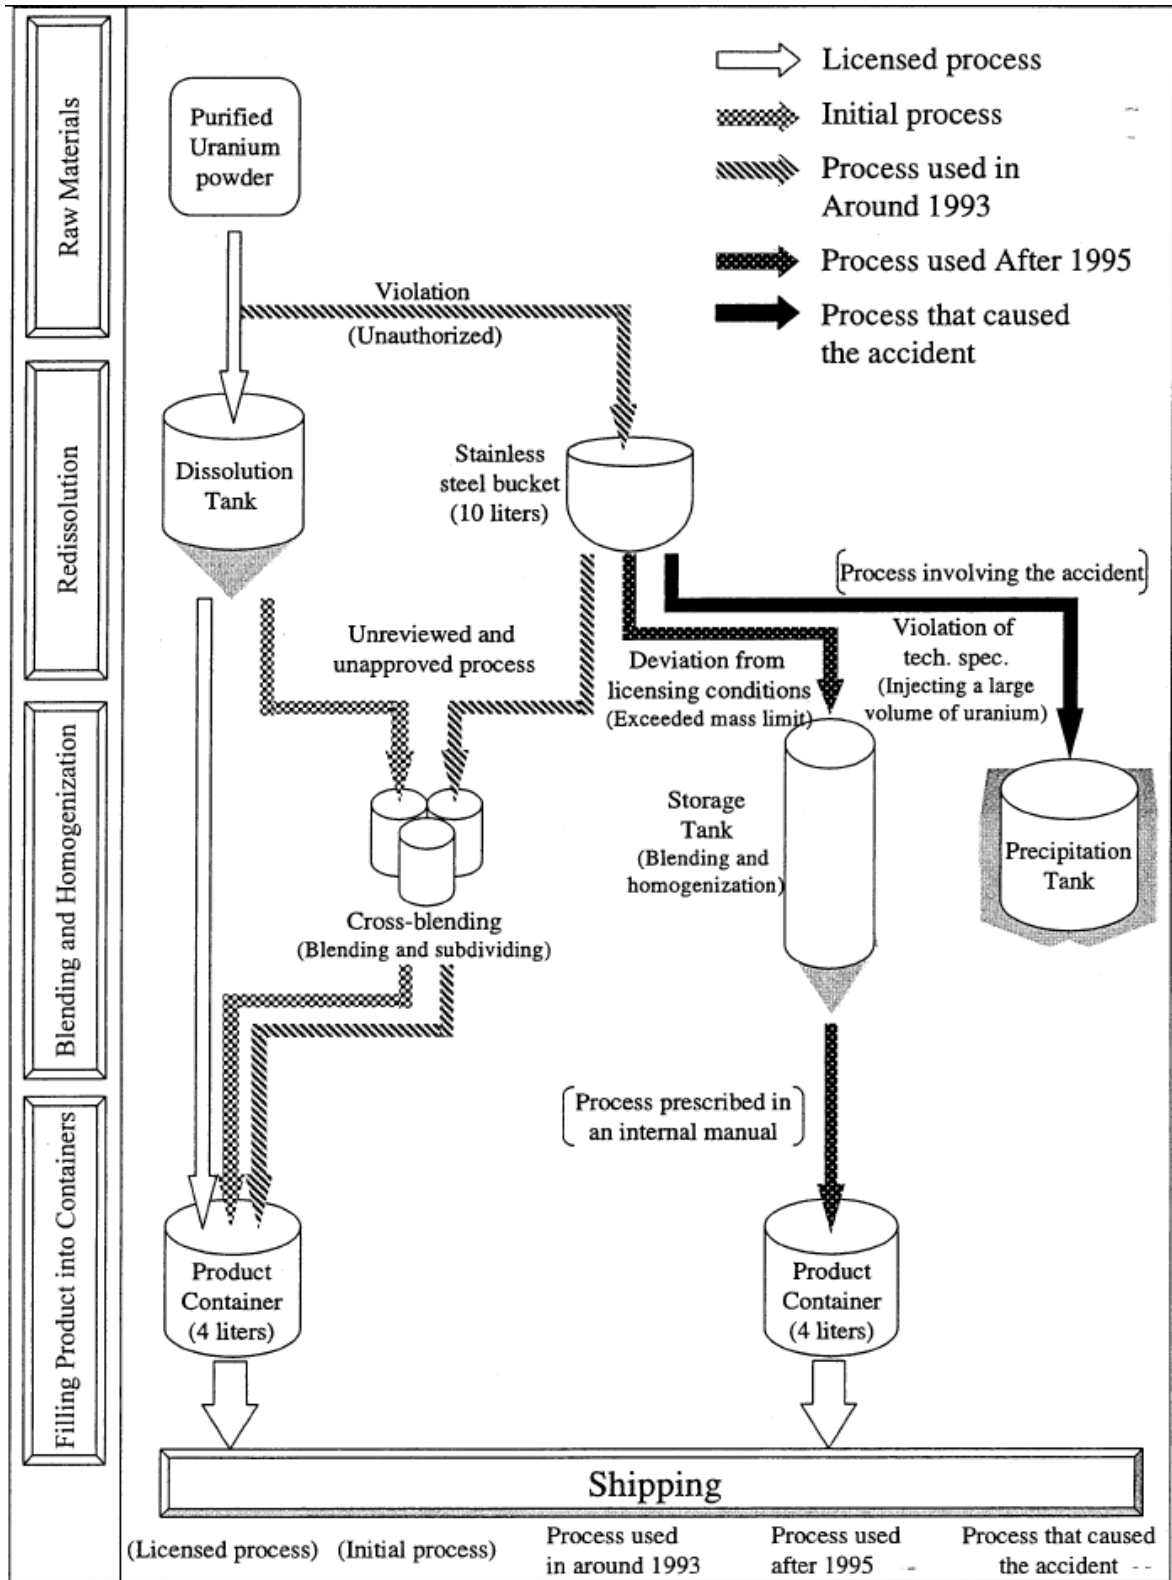 Raw Materials
Redissolution
Blending and Homogenization
Filling Product into Containers
Licensed process
Initial process
Process used in
Around 1993
Process used After 1995
Process that caused
the accident
Purified
Uranium
powder
Violation
(Unauthorized)
Dissolution
Tank
Stainless
steel bucket
(10 liters)
(Process involving the accident)
Unreviewed and
unapproved process
Deviation from
licensing conditions
(Exceeded mass limit)
Violation of
tech. spec.
(Injecting a large
volume of uranium)
Storage
Tank
(Blending and
homogenization)
Precipitation
Tank
Cross-blending
(Blending and subdividing)
(Process prescribed in
an internal manual)
Product
Container
(4 liters)
Product
Container
(4 liters)
Shipping
(Licensed process)
(Initial process)
Process used
in around 1993
Process used
after 1995
Process that caused
the accident